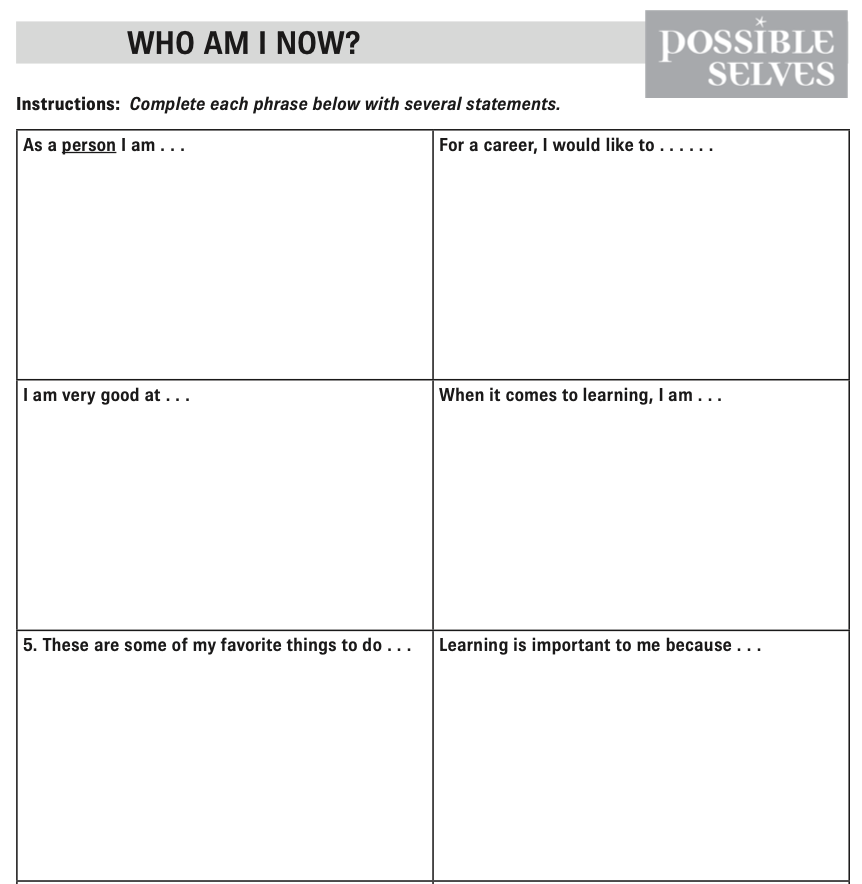 WHO AM I NOW?
POSSIBLE
SELVES
Instructions: Complete each phrase below with several statements.
As a person I am . . .
For a career, I would like to . . . . . .
I am very good at . . .
When it comes to learning, I am . . .
5. These are some of my favorite things to do . . .
Learning is important to me because . . .